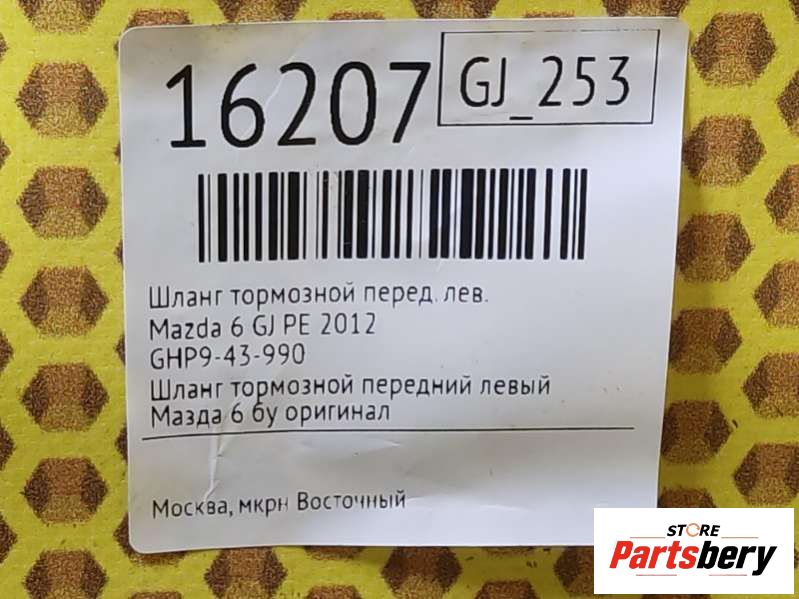 16207
GJ_253
Шланг тормозной перед. лев.
Mazda 6 GJ PE 2012
GHP9-43-990
Шланг тормозной передний левый
Мазда 6 бу оригинал
Москва, мкрн Восточный
STORE
Partsbery